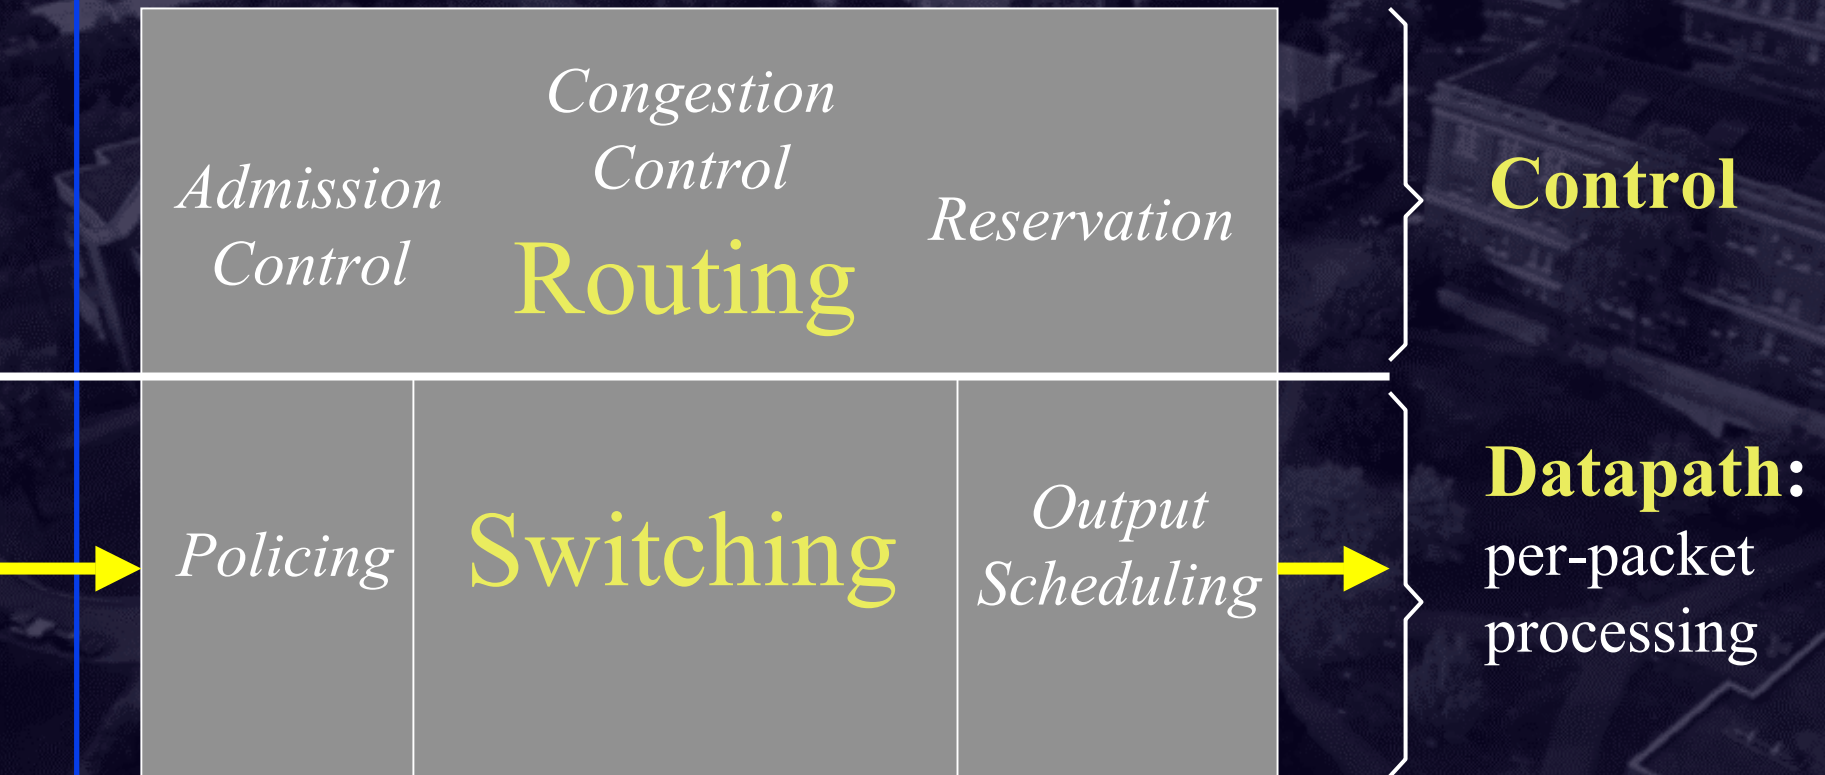 Admission
Control
Congestion
Control
Routing
Reservation
Control
Policing
Switching
Output
Scheduling
Datapath:
per-packet
processing